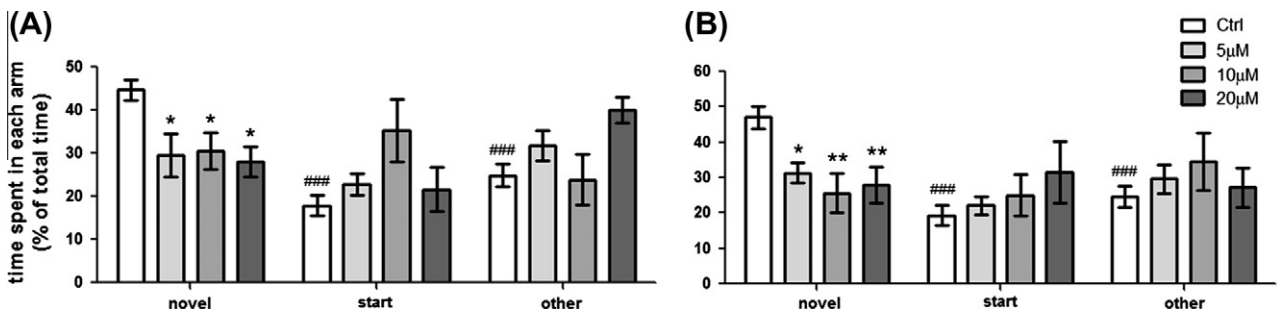 (A)
time spent in each arm
(% of total time)
50
40
30
20
10
0
*
*
*
###
###
novel
start
other
(B)
Ctrl
5µM
10µM
20µM
60
50
40
30
20
10
0
*
**
**
###
###
novel
start
other